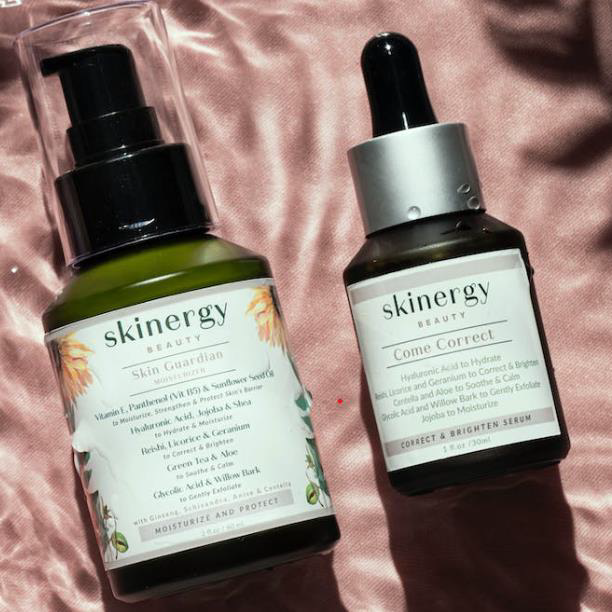 skinergy
BEAUTY
Skin Guardian
MOISTURIZER
Vitamin E, Panthenol (Vit B5) & Sunflower Seed Oil
to Moisturize, Strengthen & Protect Skin's Barrier
Hyaluronic Acid, Jojoba & Shea
to Hydrate & Moisturize
Reishi, Licorice & Geranium
to Correct & Brighten
Green Tea & Aloe
to Soothe & Calm
Glycolic Acid & Willow Bark
to Gently Exfoliate
with Ginseng, Schisandra, Anise & Centella
MOISTURIZE AND PROTECT
2 fl oz / 60 ml
skinergy
BEAUTY
Come Correct
Hyaluronic Acid to Hydrate
Reishi, Licorice and Geranium to Correct & Brighten
Centella and Aloe to Soothe & Calm
Glycolic Acid and Willow Bark to Gently Exfoliate
Jojoba to Moisturize
CORRECT & BRIGHTEN SERUM
1 fl oz / 30ml